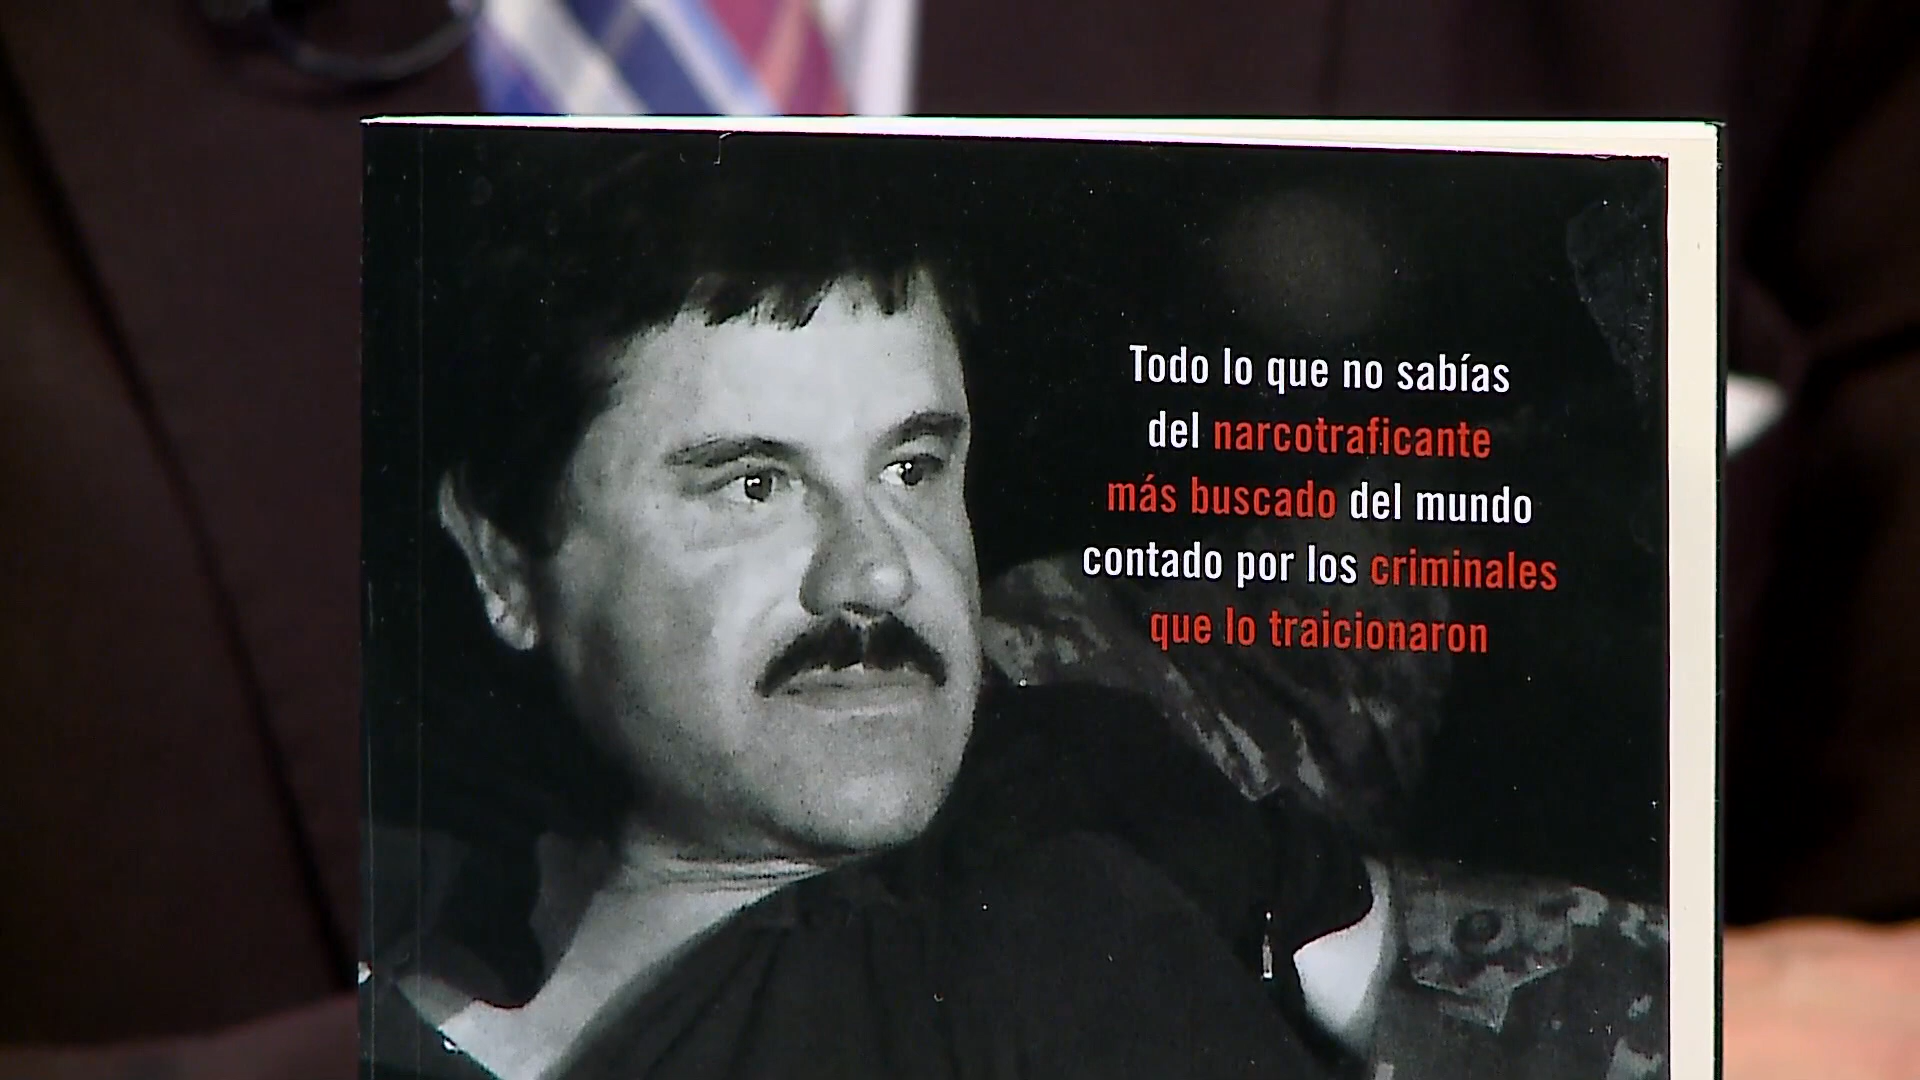 Todo lo que no sabías
del narcotraficante
más buscado del mundo
contado por los criminales
que lo traicionaron